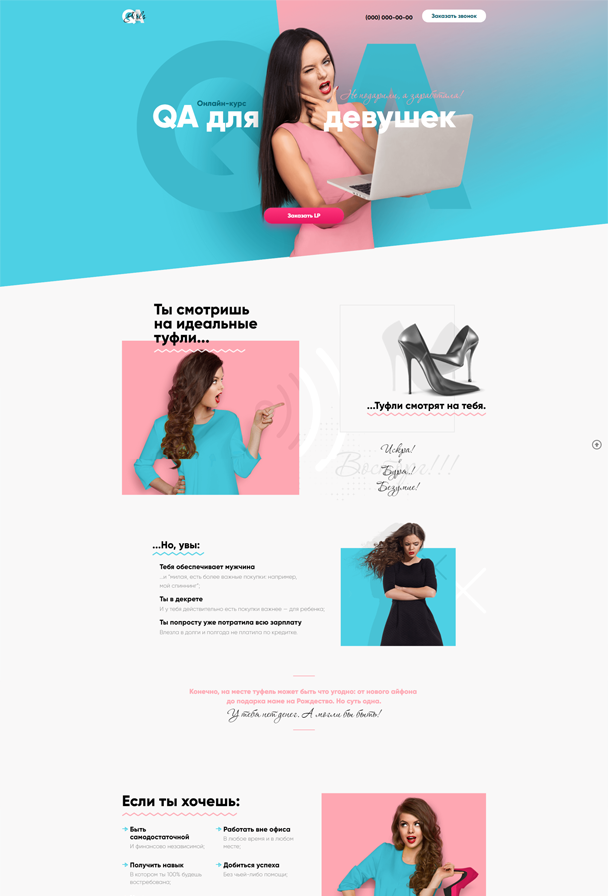 QA Girls
(000) 000-00-00
Заказать звонок
QA
Не подарили, а заработала!
Онлайн-курс
QA для девушек
Заказать LP
Ты смотришь
на идеальные
туфли...
...Туфли смотрят на тебя.
Восторг!!!
Искра!
Буря..!
Безумие!
...Но, увы:
Тебя обеспечивает мужчина
...и "милая, есть более важные покупки: например,
мой спиннинг";
Ты в декрете
И у тебя действительно есть покупки важнее — для ребенка;
Ты попросту уже потратила всю зарплату
Влезла в долги и полгода не платила по кредитке.
Конечно, на месте туфель может быть что угодно: от нового айфона
до подарка маме на Рождество. Но суть одна.
У тебя нет денег. А могли бы быть!
Если ты хочешь:
Быть
самодостаточной
И финансово независимой;
Работать вне офиса
В любое время и в любом
месте;
Получить навык
В котором ты 100% будешь
востребована;
Добиться успеха
Без чьей-либо помощи;